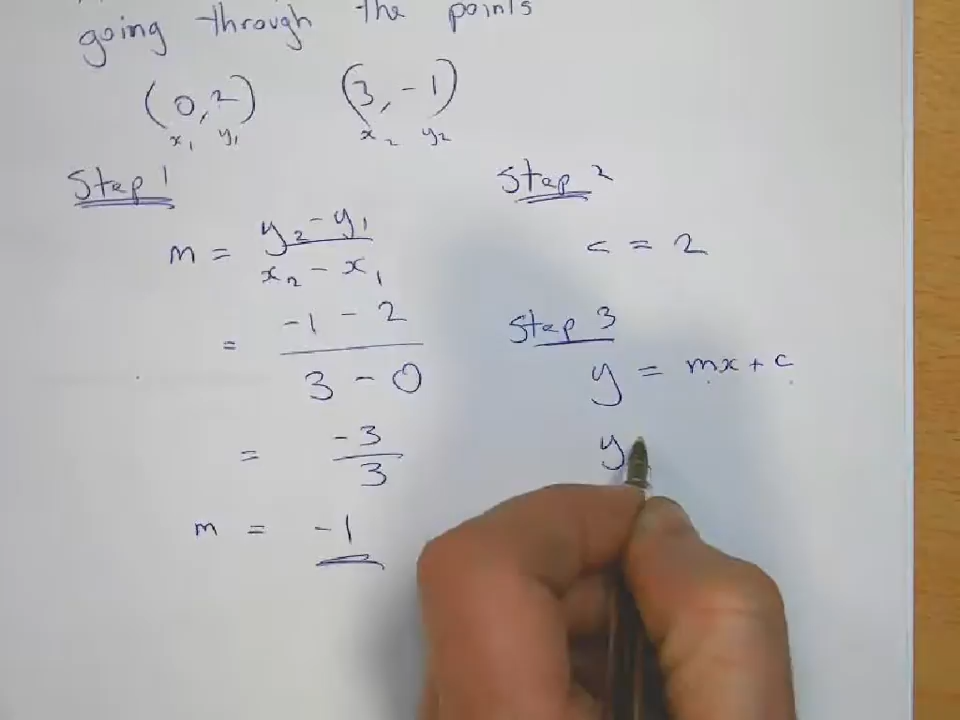 going through the points
(0, 2) (3, -1)
x₁ y₁ x₂ y₂
Step 1
m = y₂ - y₁
x₂ - x₁
= -1 - 2
3 - 0
= -3
3
m = -1
Step 2
c = 2
Step 3
y = mx + c
y